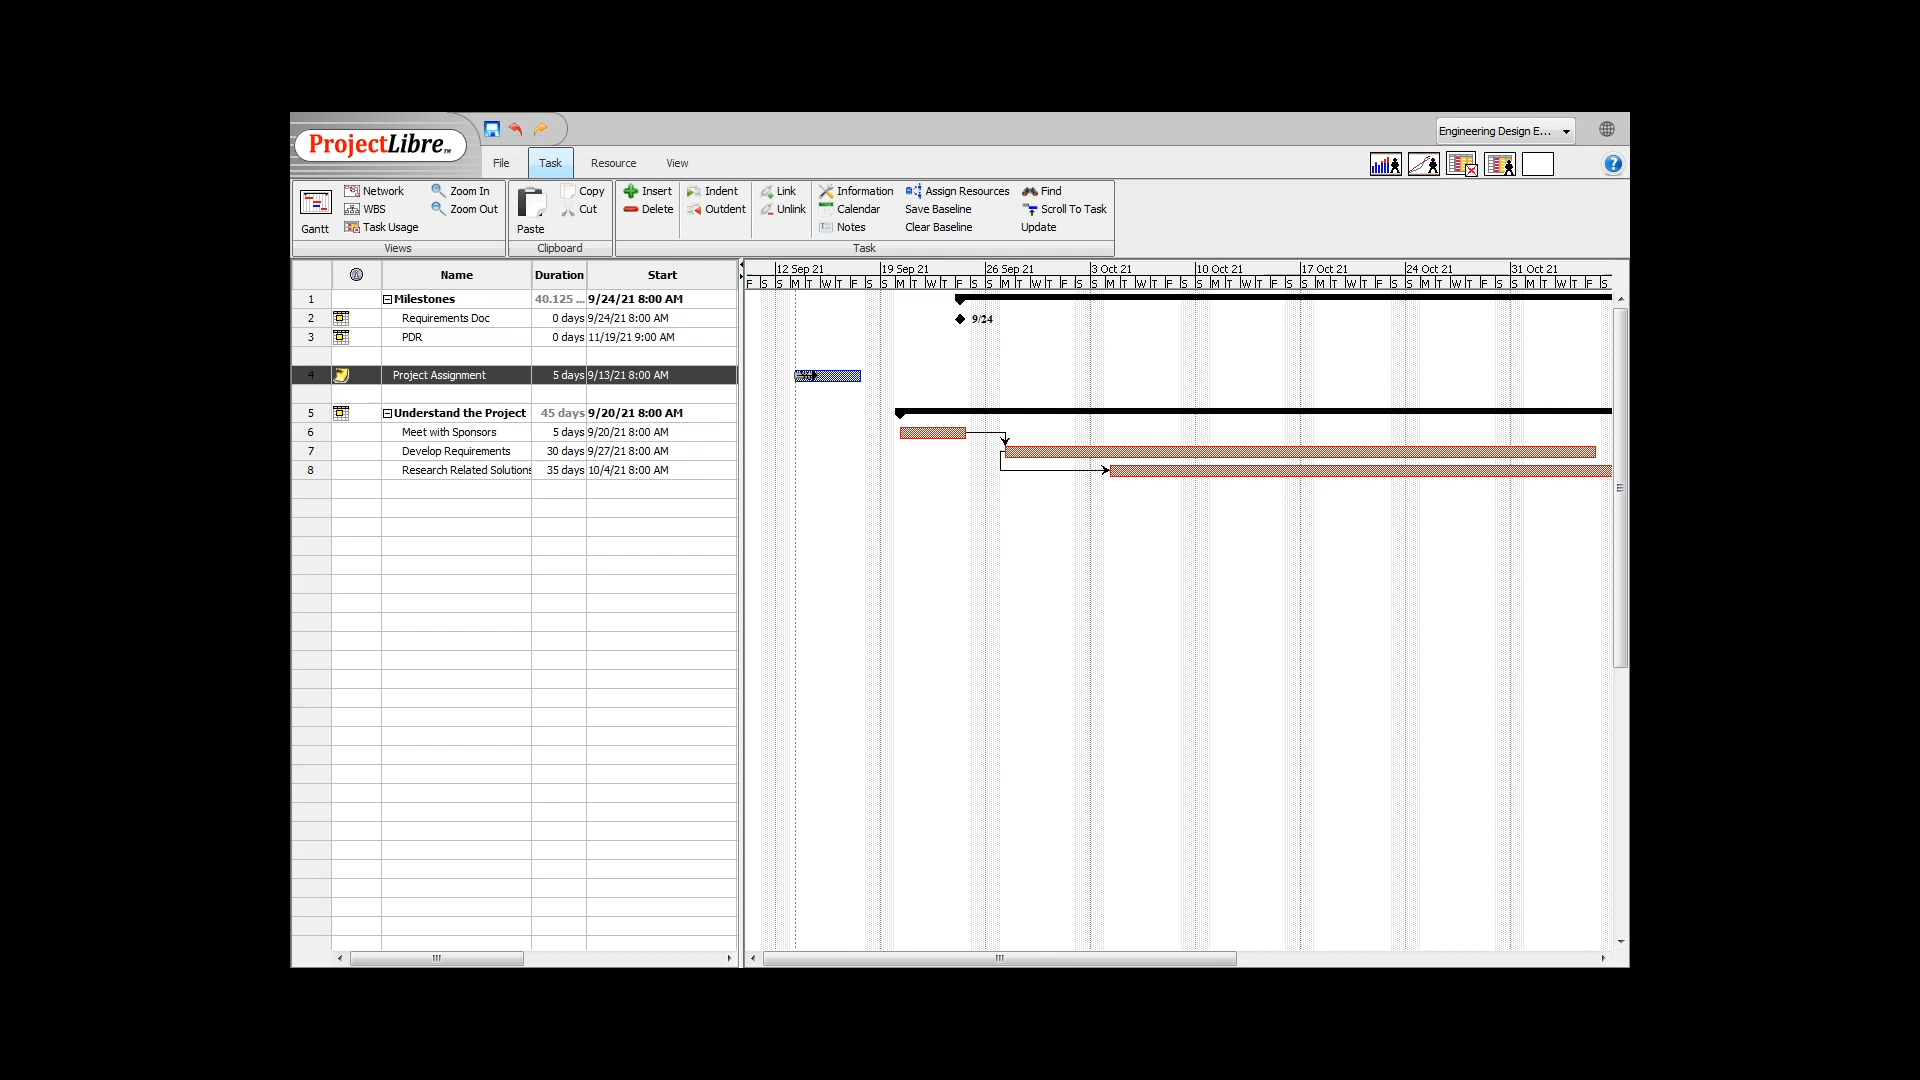 ProjectLibre™
Engineering Design E...
File Task Resource View
Network Zoom In Copy Insert Indent Link Information Assign Resources Find
WBS Zoom Out Cut Delete Outdent Unlink Calendar Save Baseline Scroll To Task
Gantt Task Usage Paste Notes Clear Baseline Update
Views Clipboard Task
Name Duration Start
12 Sep 21 19 Sep 21 26 Sep 21 3 Oct 21 10 Oct 21 17 Oct 21 24 Oct 21 31 Oct 21
F S S M T W T F S S M T W T F S S M T W T F S S M T W T F S S M T W T F S S M T W T F S S M T W T F S S M T W T F S
1 Milestones 40.125 ... 9/24/21 8:00 AM
2 Requirements Doc 0 days 9/24/21 8:00 AM 9/24
3 PDR 0 days 11/19/21 9:00 AM
4 Project Assignment 5 days 9/13/21 8:00 AM
5 Understand the Project 45 days 9/20/21 8:00 AM
6 Meet with Sponsors 5 days 9/20/21 8:00 AM
7 Develop Requirements 30 days 9/27/21 8:00 AM
8 Research Related Solutions 35 days 10/4/21 8:00 AM